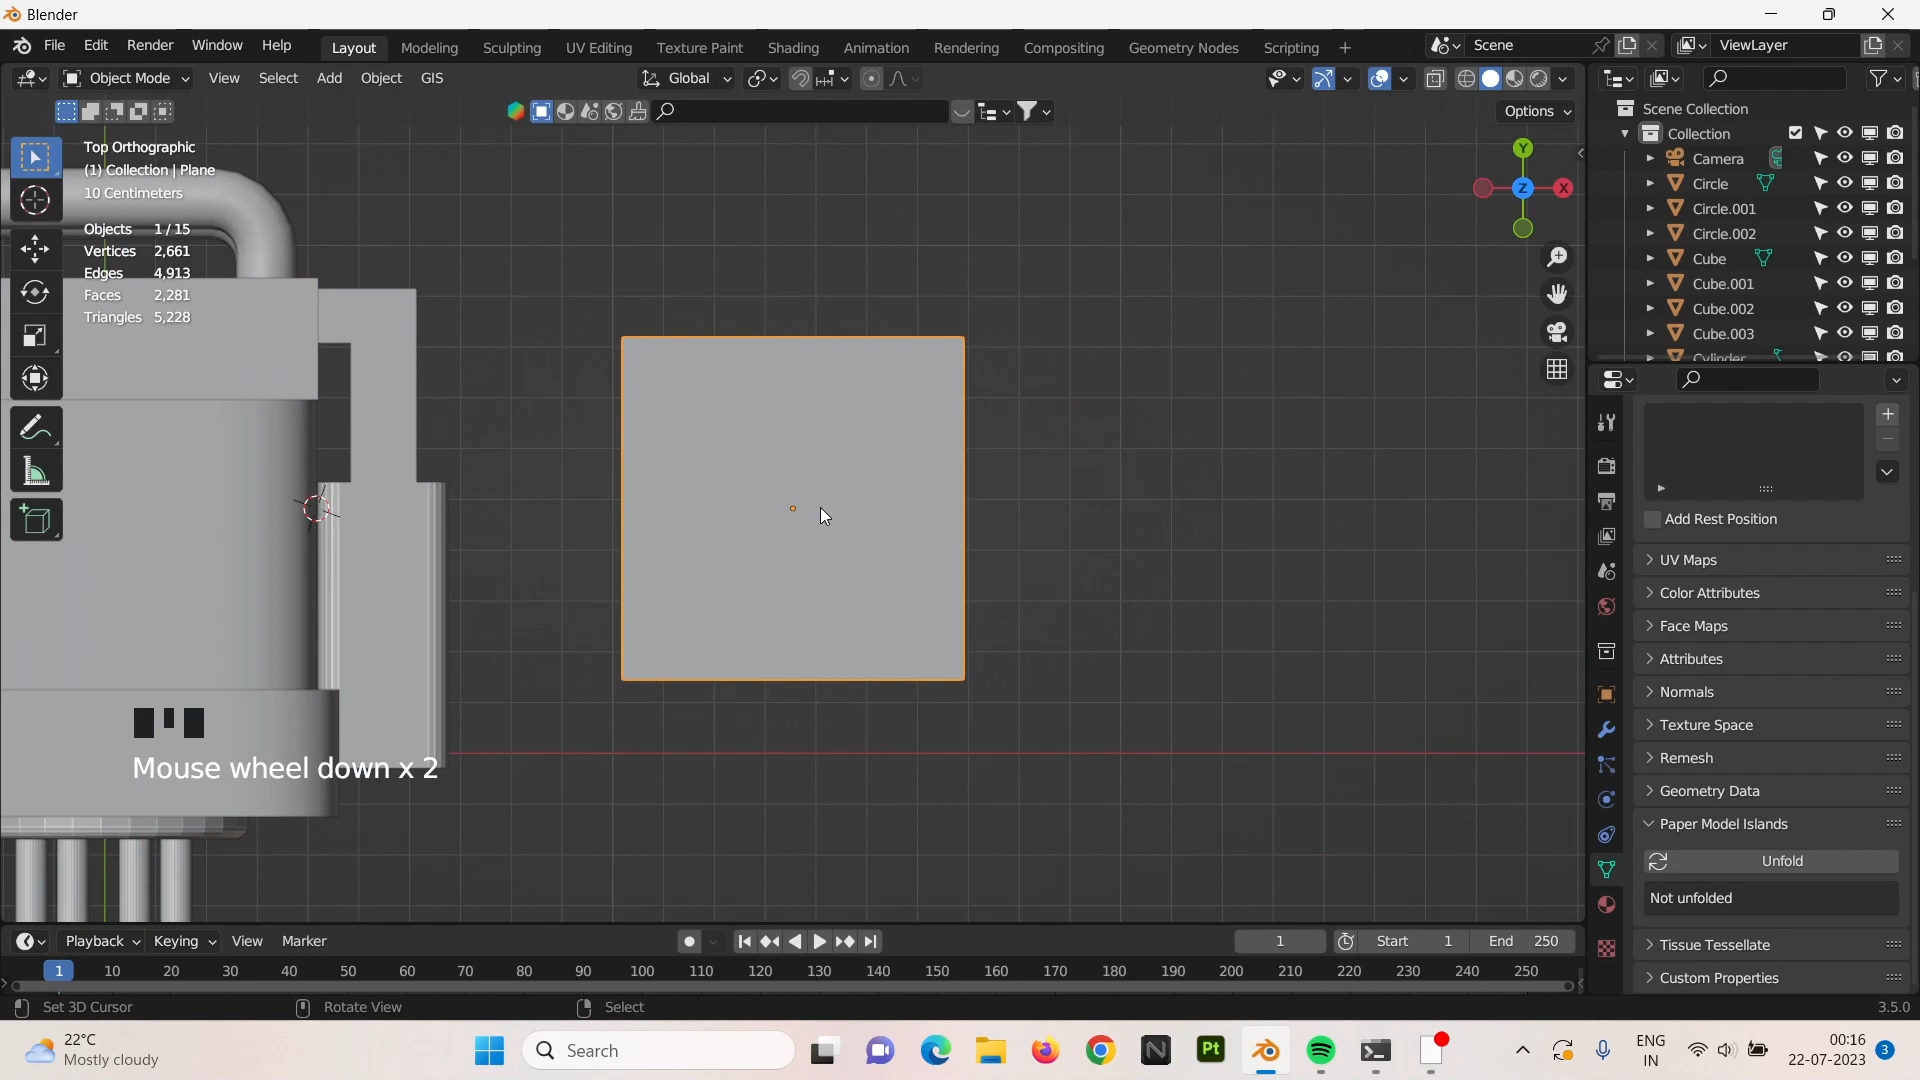 Blender
File Edit Render Window Help Layout Modeling Sculpting UV Editing Texture Paint Shading Animation Rendering Compositing Geometry Nodes Scripting + Scene ViewLayer
Object Mode View Select Add Object GIS Global
Options
Top Orthographic
(1) Collection | Plane
10 Centimeters
Objects 1/15
Vertices 2,661
Edges 4,913
Faces 2,281
Triangles 5,228
Y
Z
X
Scene Collection
Collection
Camera
Circle
Circle.001
Circle.002
Cube
Cube.001
Cube.002
Cube.003
Cylinder
Add Rest Position
UV Maps
Color Attributes
Face Maps
Attributes
Normals
Texture Space
Remesh
Geometry Data
Paper Model Islands
Unfold
Not unfolded
Tissue Tessellate
Custom Properties
Mouse wheel down x 2
Playback Keying View Marker 1 Start 1 End 250
1 10 20 30 40 50 60 70 80 90 100 110 120 130 140 150 160 170 180 190 200 210 220 230 240 250
Set 3D Cursor Rotate View Select 3.5.0
22°C
Mostly cloudy
Search
N
Pt
ENG
IN
00:16
22-07-2023
3